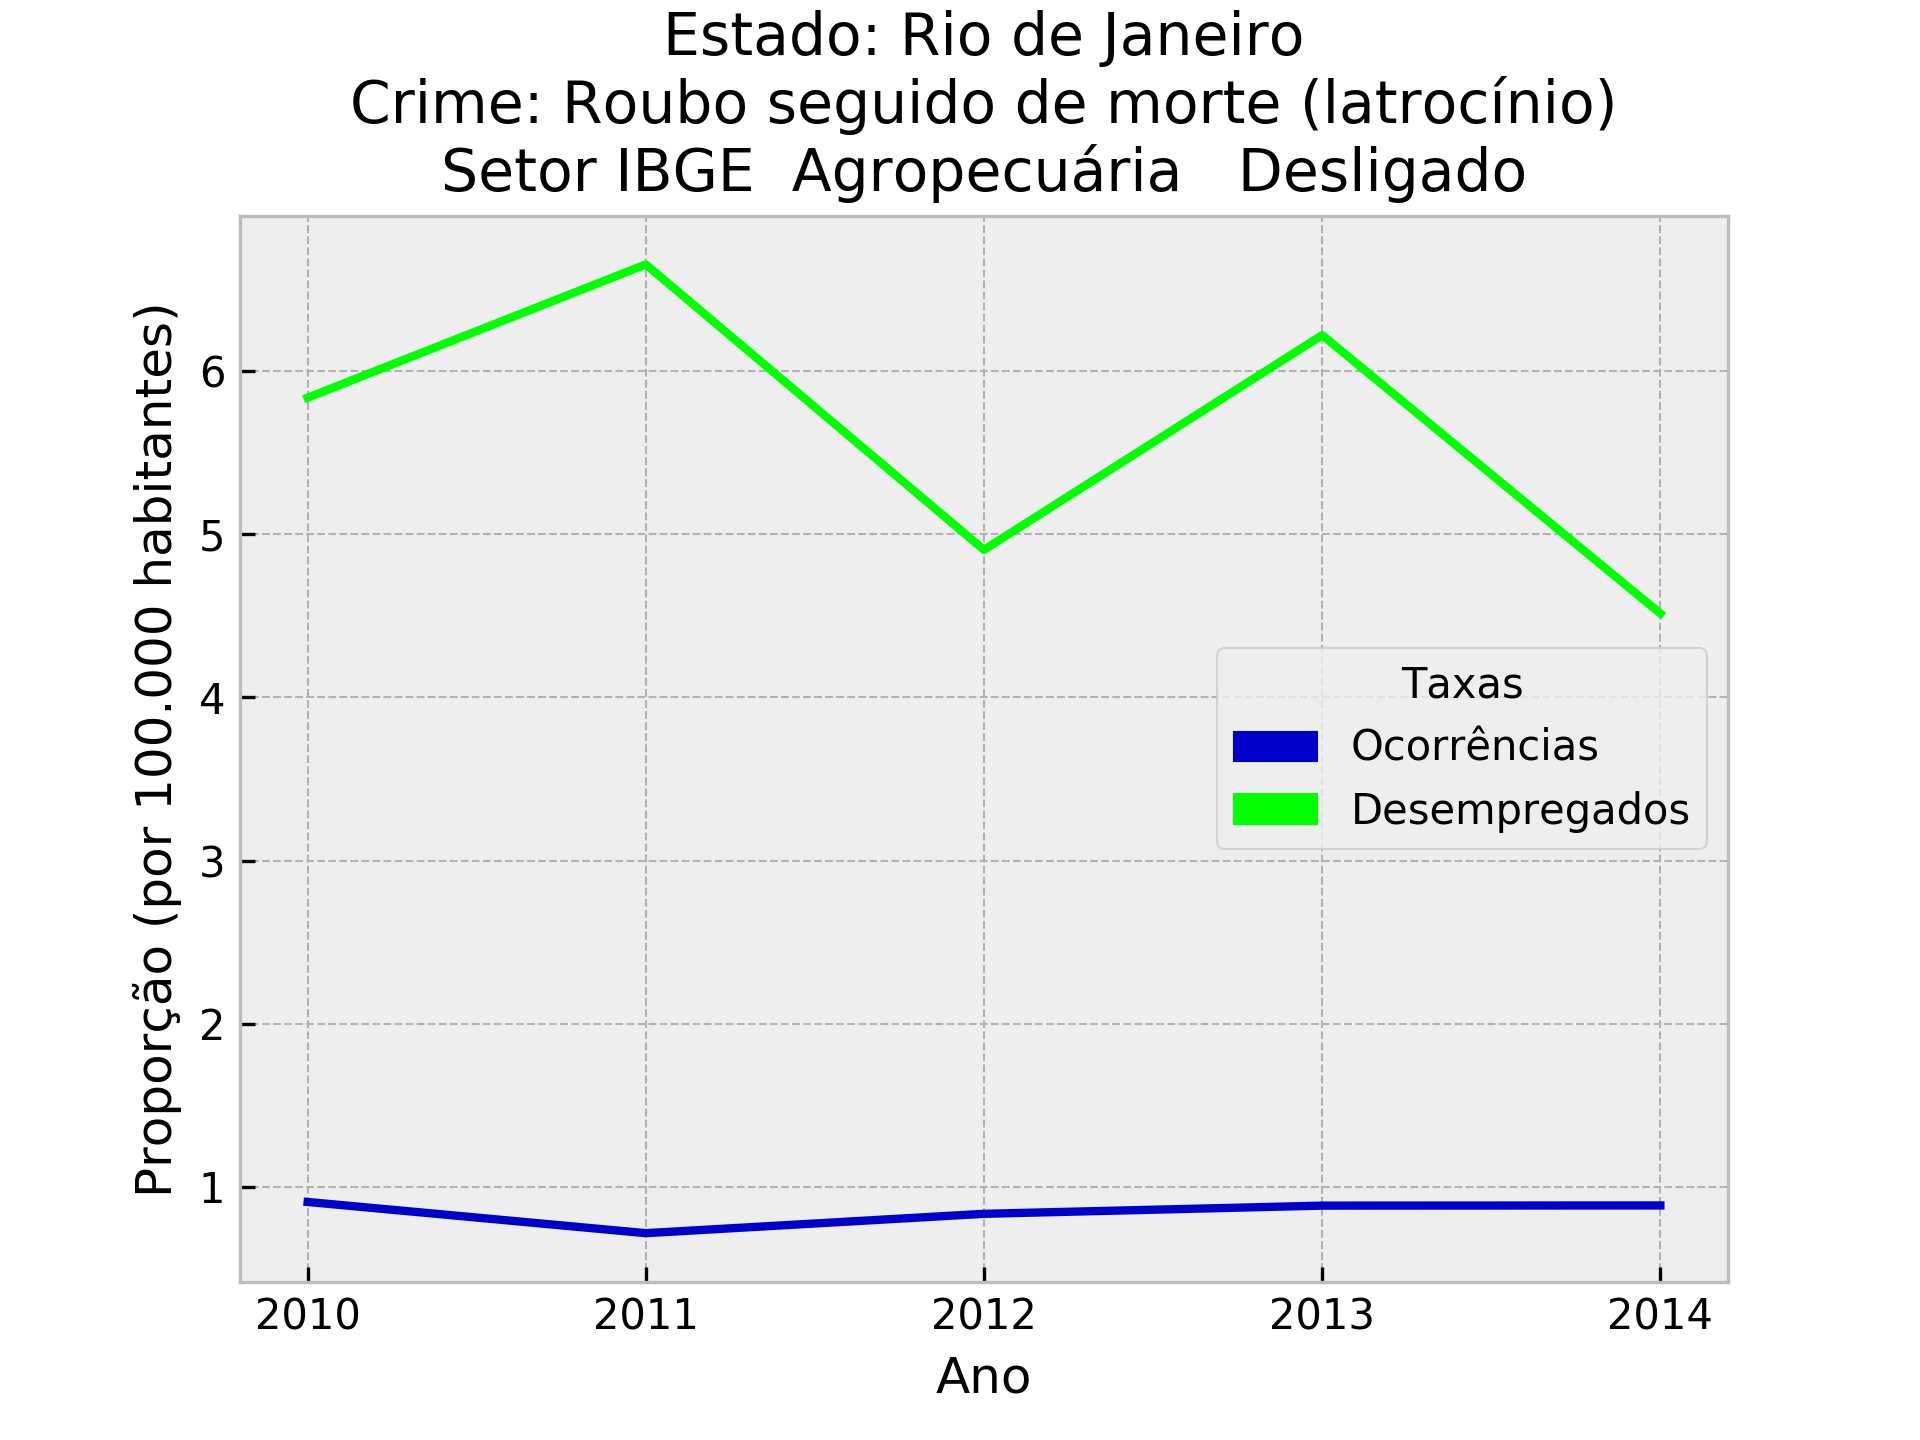 Estado: Rio de Janeiro
Crime: Roubo seguido de morte (latrocínio)
Setor IBGE  Agropecuária   Desligado
Proporção (por 100.000 habitantes)
6
5
4
3
2
1
Taxas
Ocorrências
Desempregados
2010
2011
2012
2013
2014
Ano